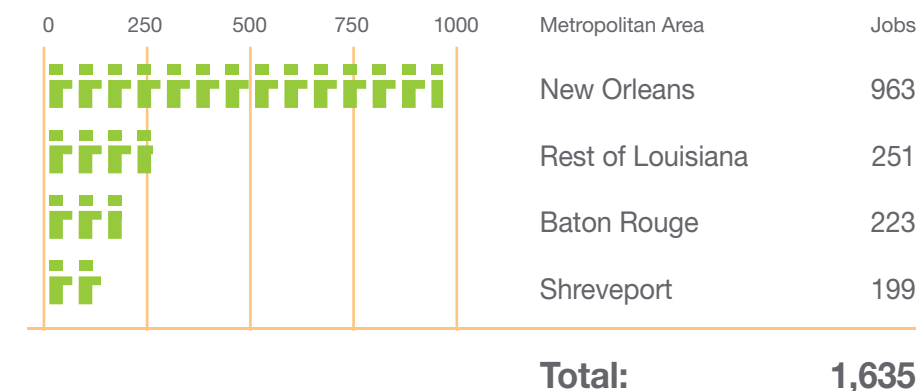 0 250 500 750 1000 Metropolitan Area Jobs
New Orleans 963
Rest of Louisiana 251
Baton Rouge 223
Shreveport 199
Total: 1,635